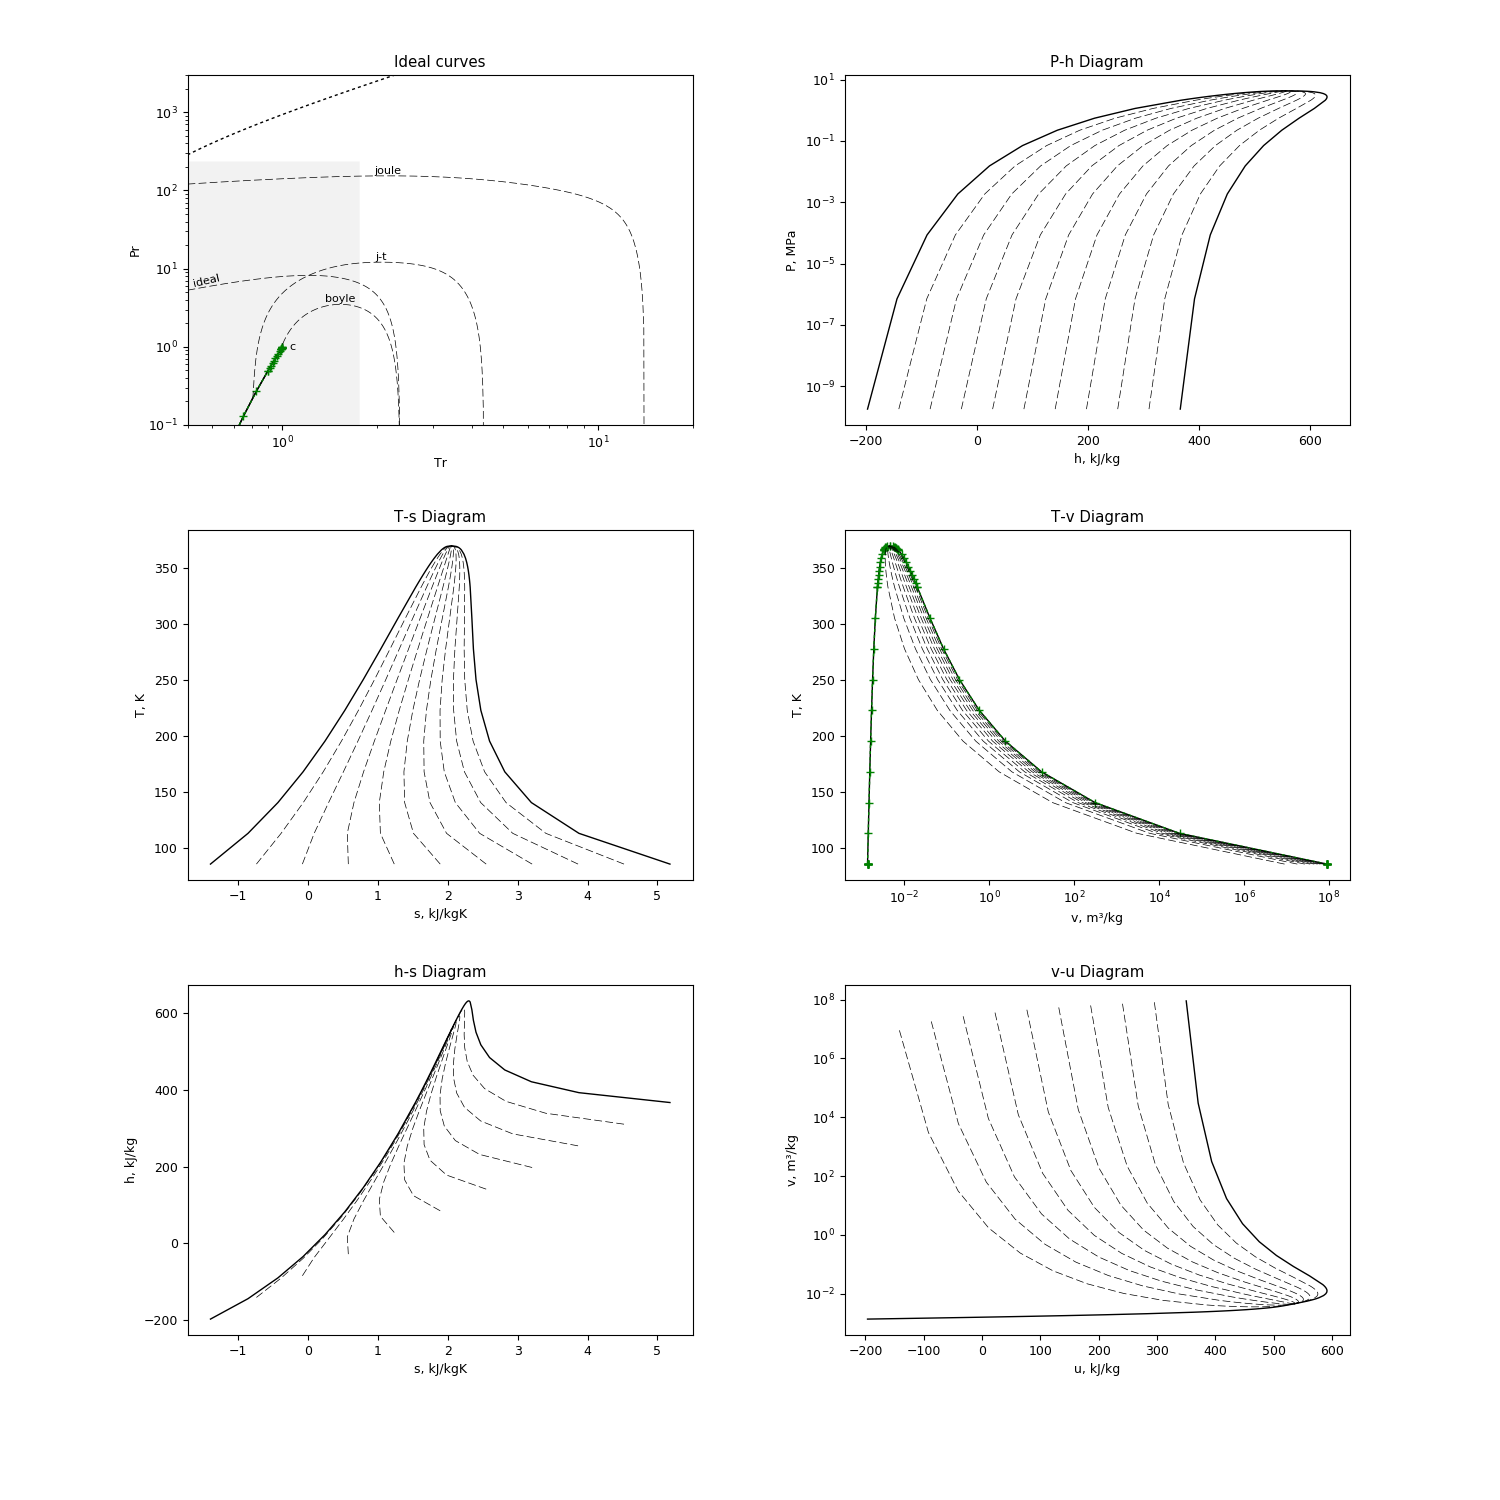 Ideal curves
10³
10²
10¹
10⁰
10⁻¹
Pr
joule
j-t
ideal
boyle
c
10⁰
10¹
Tr
P-h Diagram
10¹
10⁻¹
10⁻³
10⁻⁵
10⁻⁷
10⁻⁹
P, MPa
−200 0 200 400 600
h, kJ/kg
T-s Diagram
350
300
250
200
150
100
T, K
−1 0 1 2 3 4 5
s, kJ/kgK
T-v Diagram
350
300
250
200
150
100
T, K
10⁻² 10⁰ 10² 10⁴ 10⁶ 10⁸
v, m³/kg
h-s Diagram
600
400
200
0
−200
h, kJ/kg
−1 0 1 2 3 4 5
s, kJ/kgK
v-u Diagram
10⁸
10⁶
10⁴
10²
10⁰
10⁻²
v, m³/kg
−200 −100 0 100 200 300 400 500 600
u, kJ/kg